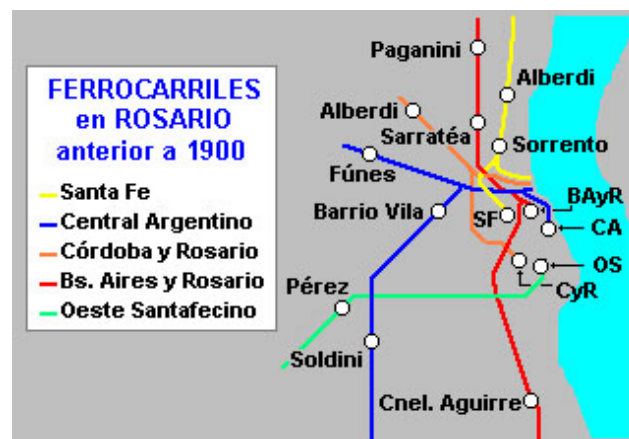 FERROCARRILES
en ROSARIO
anterior a 1900
Santa Fe
Central Argentino
Córdoba y Rosario
Bs. Aires y Rosario
Oeste Santafecino
Paganini
Alberdi
Alberdi
Sarratéa
Sorrento
Fúnes
Barrio Vila
SF
BAyR
CA
OS
CyR
Pérez
Soldini
Cnel. Aguirre